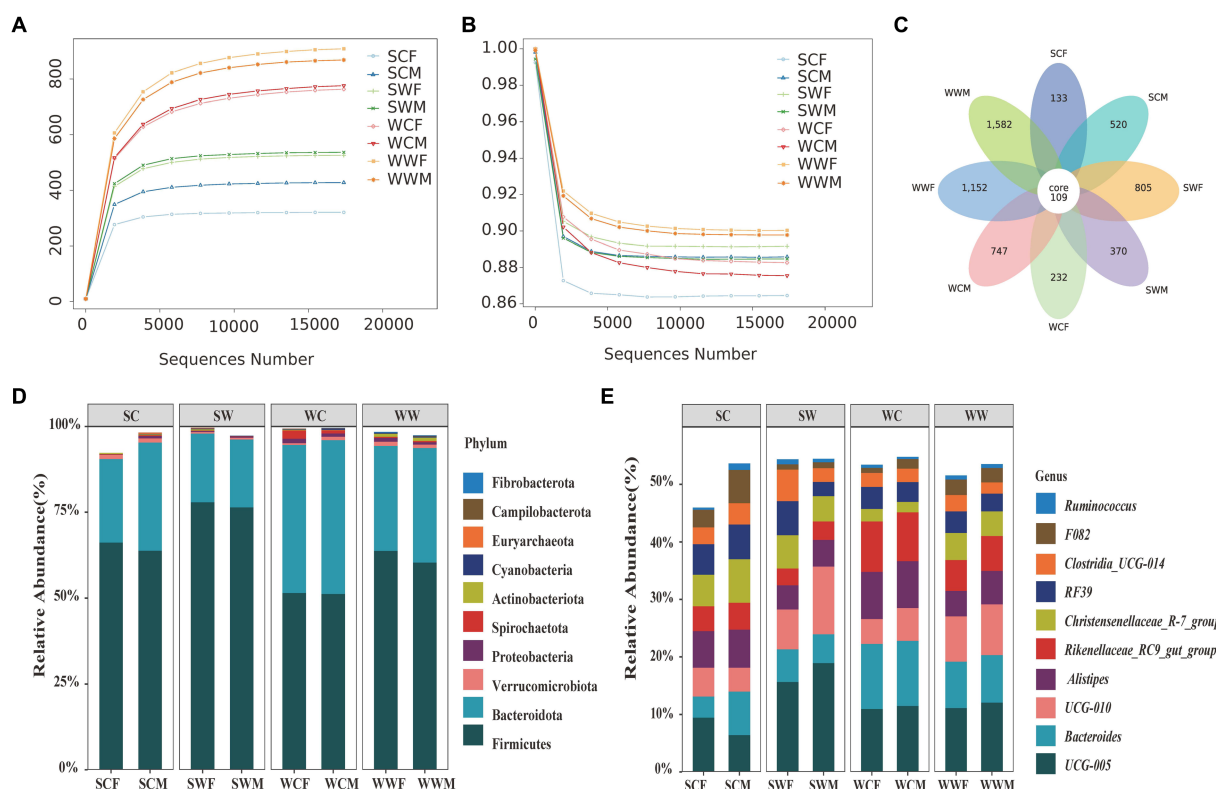 A
800
600
400
200
0
0
5000
10000
15000
20000
Sequences Number
SCF
SCM
SWF
SWM
WCF
WCM
WWF
WWM
B
1.00
0.98
0.96
0.94
0.92
0.90
0.88
0.86
0
5000
10000
15000
20000
Sequences Number
SCF
SCM
SWF
SWM
WCF
WCM
WWF
WWM
C
SCF
133
SCM
520
SWF
805
SWM
370
WCF
232
WCM
747
WWF
1,152
WWM
1,582
core
109
D
SC
SW
WC
WW
100%
75%
50%
25%
0%
Relative Abundance(%)
SCF
SCM
SWF
SWM
WCF
WCM
WWF
WWM
Phylum
Fibrobacterota
Campilobacterota
Euryarchaeota
Cyanobacteria
Actinobacteriota
Spirochaetota
Proteobacteria
Verrucomicrobiota
Bacteroidota
Firmicutes
E
SC
SW
WC
WW
50%
40%
30%
20%
10%
0%
Relative Abundance(%)
SCF
SCM
SWF
SWM
WCF
WCM
WWF
WWM
Genus
Ruminococcus
F082
Clostridia_UCG-014
RF39
Christensenellaceae_R-7_group
Rikenellaceae_RC9_gut_group
Alistipes
UCG-010
Bacteroides
UCG-005